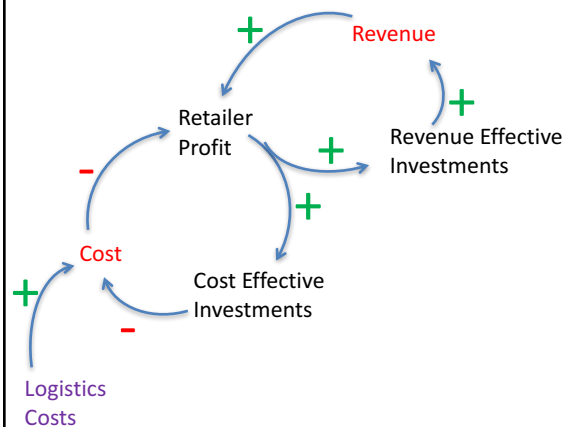 +
Revenue
Retailer
Profit
+
+
Revenue Effective
Investments
-
+
Cost
Cost Effective
Investments
+
-
Logistics
Costs